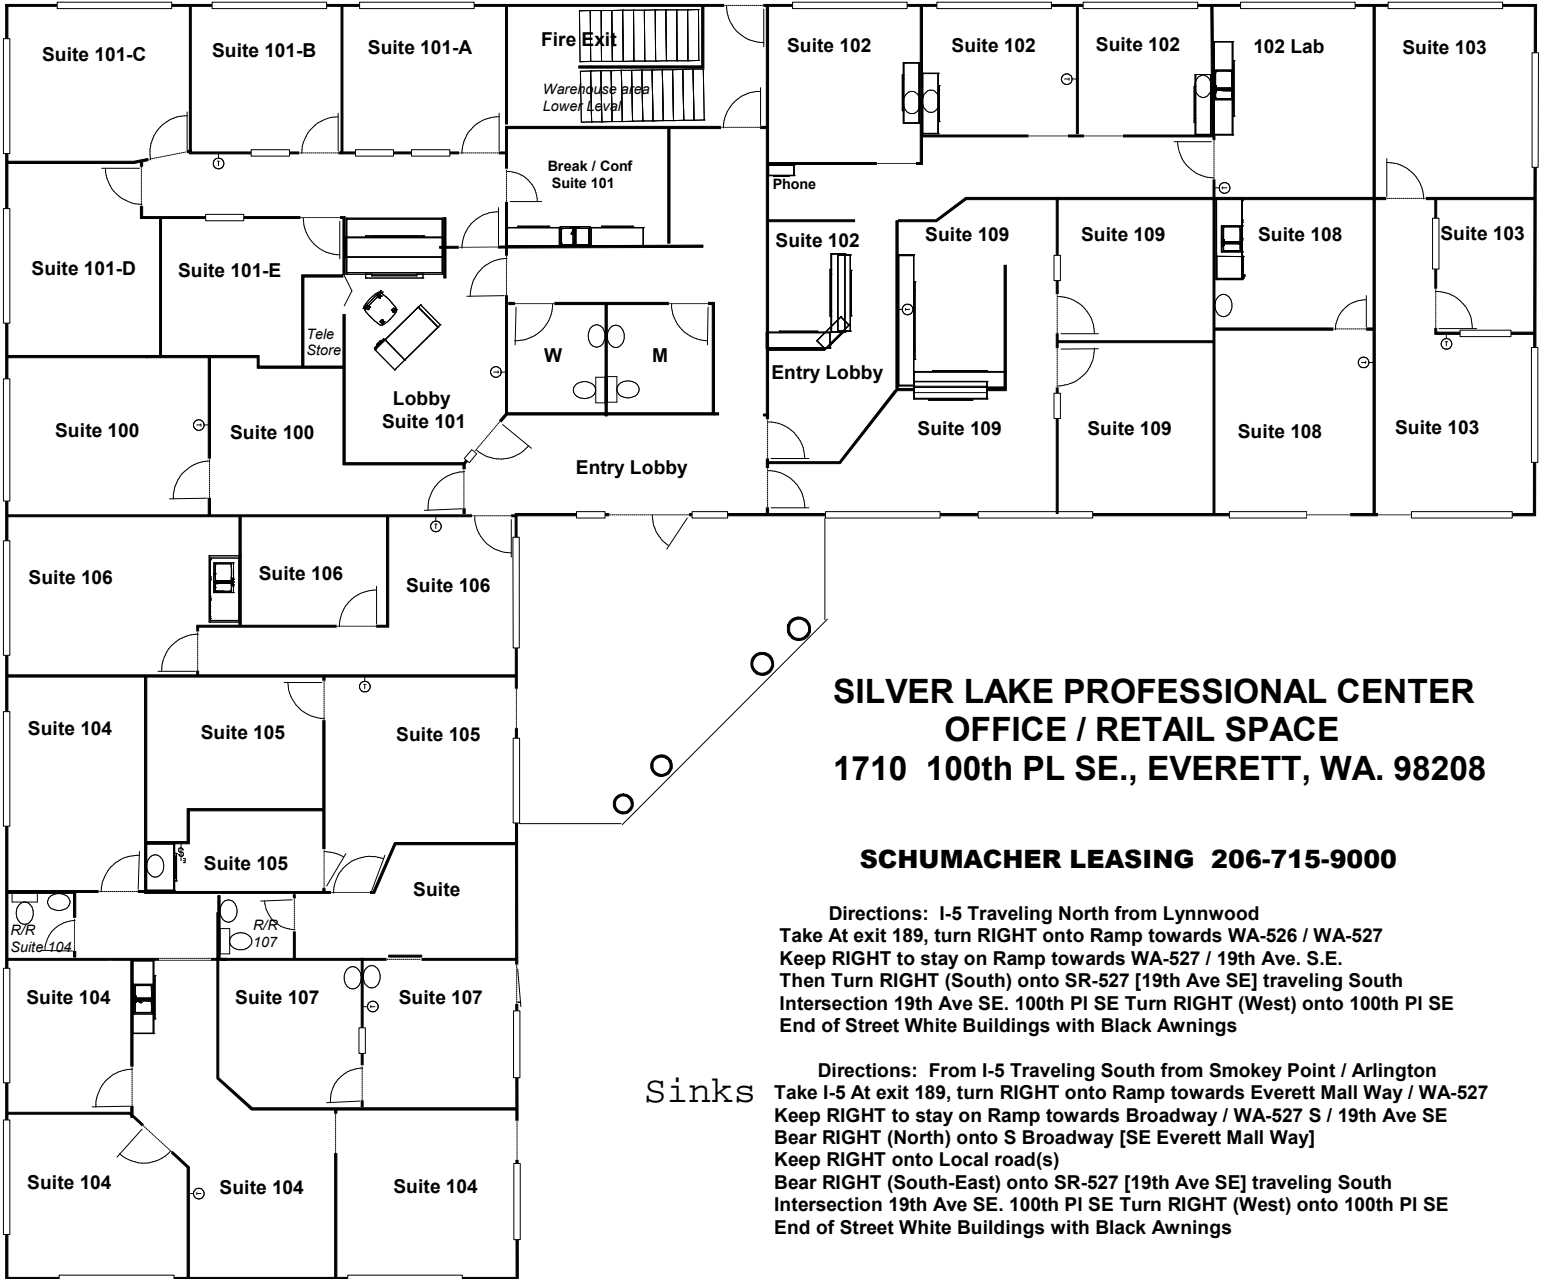 Suite 101-C
Suite 101-B
Suite 101-A
Fire Exit
Warehouse area
Lower Leval
Suite 102
Suite 102
Suite 102
102 Lab
Suite 103
Break / Conf
Suite 101
Phone
Suite 101-D
Suite 101-E
Suite 102
Suite 109
Suite 109
Suite 108
Suite 103
Tele
Store
W
M
Lobby
Suite 101
Entry Lobby
Suite 100
Suite 100
Entry Lobby
Suite 109
Suite 109
Suite 108
Suite 103
Suite 106
Suite 106
Suite 106
Suite 104
Suite 105
Suite 105
Suite 105
Suite
R/R
Suite 104
R/R
107
Suite 104
Suite 107
Suite 107
Suite 104
Suite 104
Suite 104
SILVER LAKE PROFESSIONAL CENTER
OFFICE / RETAIL SPACE
1710 100th PL SE., EVERETT, WA. 98208
SCHUMACHER LEASING 206-715-9000
Directions: I-5 Traveling North from Lynnwood
Take At exit 189, turn RIGHT onto Ramp towards WA-526 / WA-527
Keep RIGHT to stay on Ramp towards WA-527 / 19th Ave. S.E.
Then Turn RIGHT (South) onto SR-527 [19th Ave SE] traveling South
Intersection 19th Ave SE. 100th Pl SE Turn RIGHT (West) onto 100th Pl SE
End of Street White Buildings with Black Awnings
Sinks
Directions: From I-5 Traveling South from Smokey Point / Arlington
Take I-5 At exit 189, turn RIGHT onto Ramp towards Everett Mall Way / WA-527
Keep RIGHT to stay on Ramp towards Broadway / WA-527 S / 19th Ave SE
Bear RIGHT (North) onto S Broadway [SE Everett Mall Way]
Keep RIGHT onto Local road(s)
Bear RIGHT (South-East) onto SR-527 [19th Ave SE] traveling South
Intersection 19th Ave SE. 100th Pl SE Turn RIGHT (West) onto 100th Pl SE
End of Street White Buildings with Black Awnings